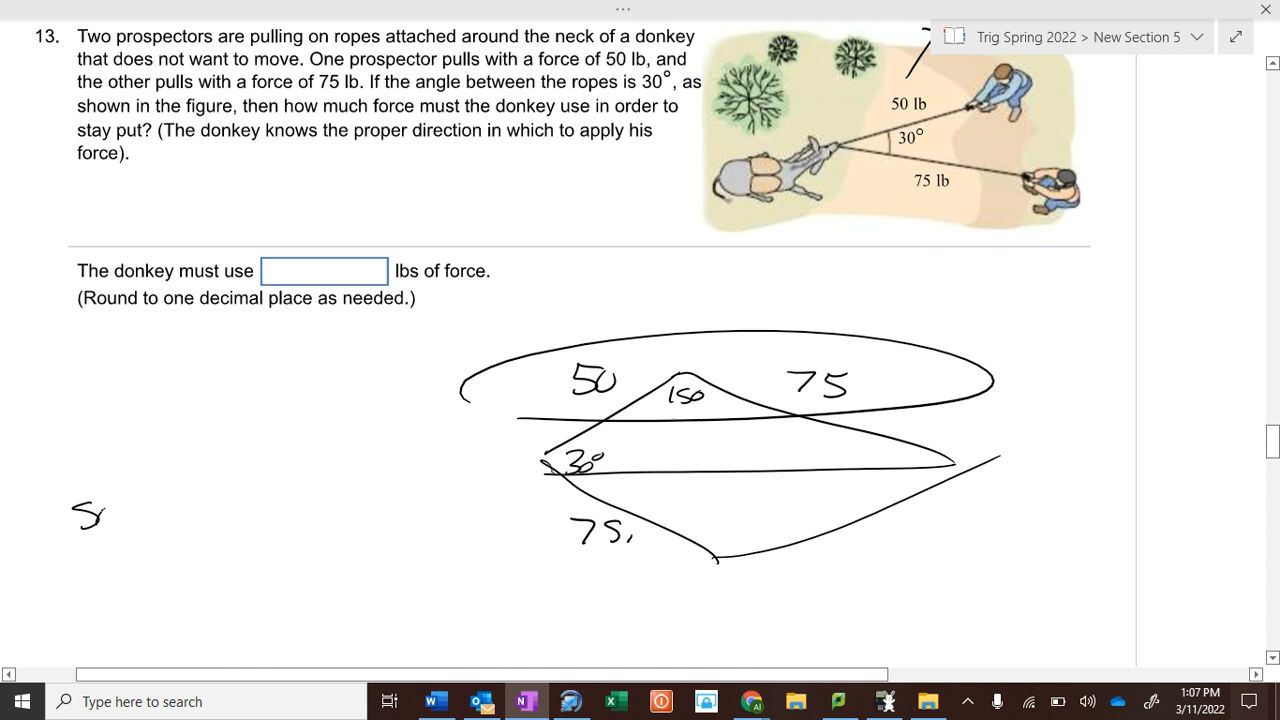 Trig Spring 2022 > New Section 5
13. Two prospectors are pulling on ropes attached around the neck of a donkey
that does not want to move. One prospector pulls with a force of 50 lb, and
the other pulls with a force of 75 lb. If the angle between the ropes is 30°, as
shown in the figure, then how much force must the donkey use in order to
stay put? (The donkey knows the proper direction in which to apply his
force).
50 lb
30°
75 lb
The donkey must use lbs of force.
(Round to one decimal place as needed.)
50 75
150
30°
75
Type here to search
1:07 PM
3/11/2022